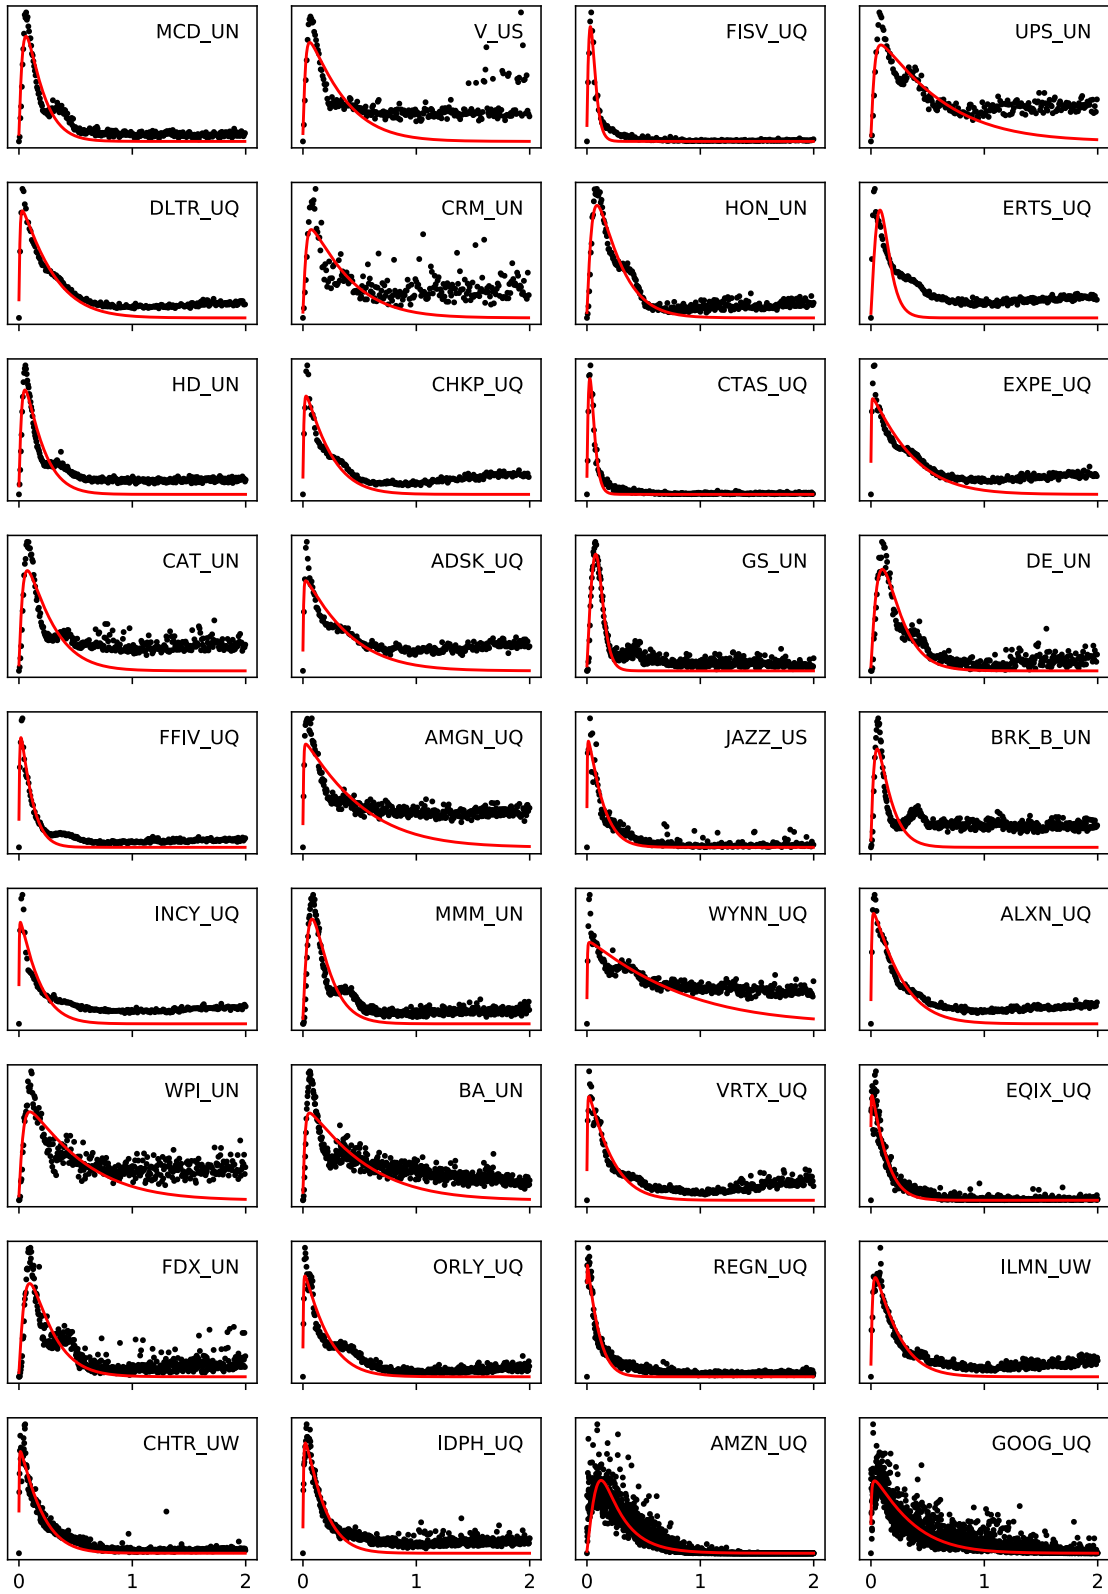 MCD_UN V_US FISV_UQ UPS_UN
DLTR_UQ CRM_UN HON_UN ERTS_UQ
HD_UN CHKP_UQ CTAS_UQ EXPE_UQ
CAT_UN ADSK_UQ GS_UN DE_UN
FFIV_UQ AMGN_UQ JAZZ_US BRK_B_UN
INCY_UQ MMM_UN WYNN_UQ ALXN_UQ
WPI_UN BA_UN VRTX_UQ EQIX_UQ
FDX_UN ORLY_UQ REGN_UQ ILMN_UW
CHTR_UW IDPH_UQ AMZN_UQ GOOG_UQ
0 1 2 0 1 2 0 1 2 0 1 2